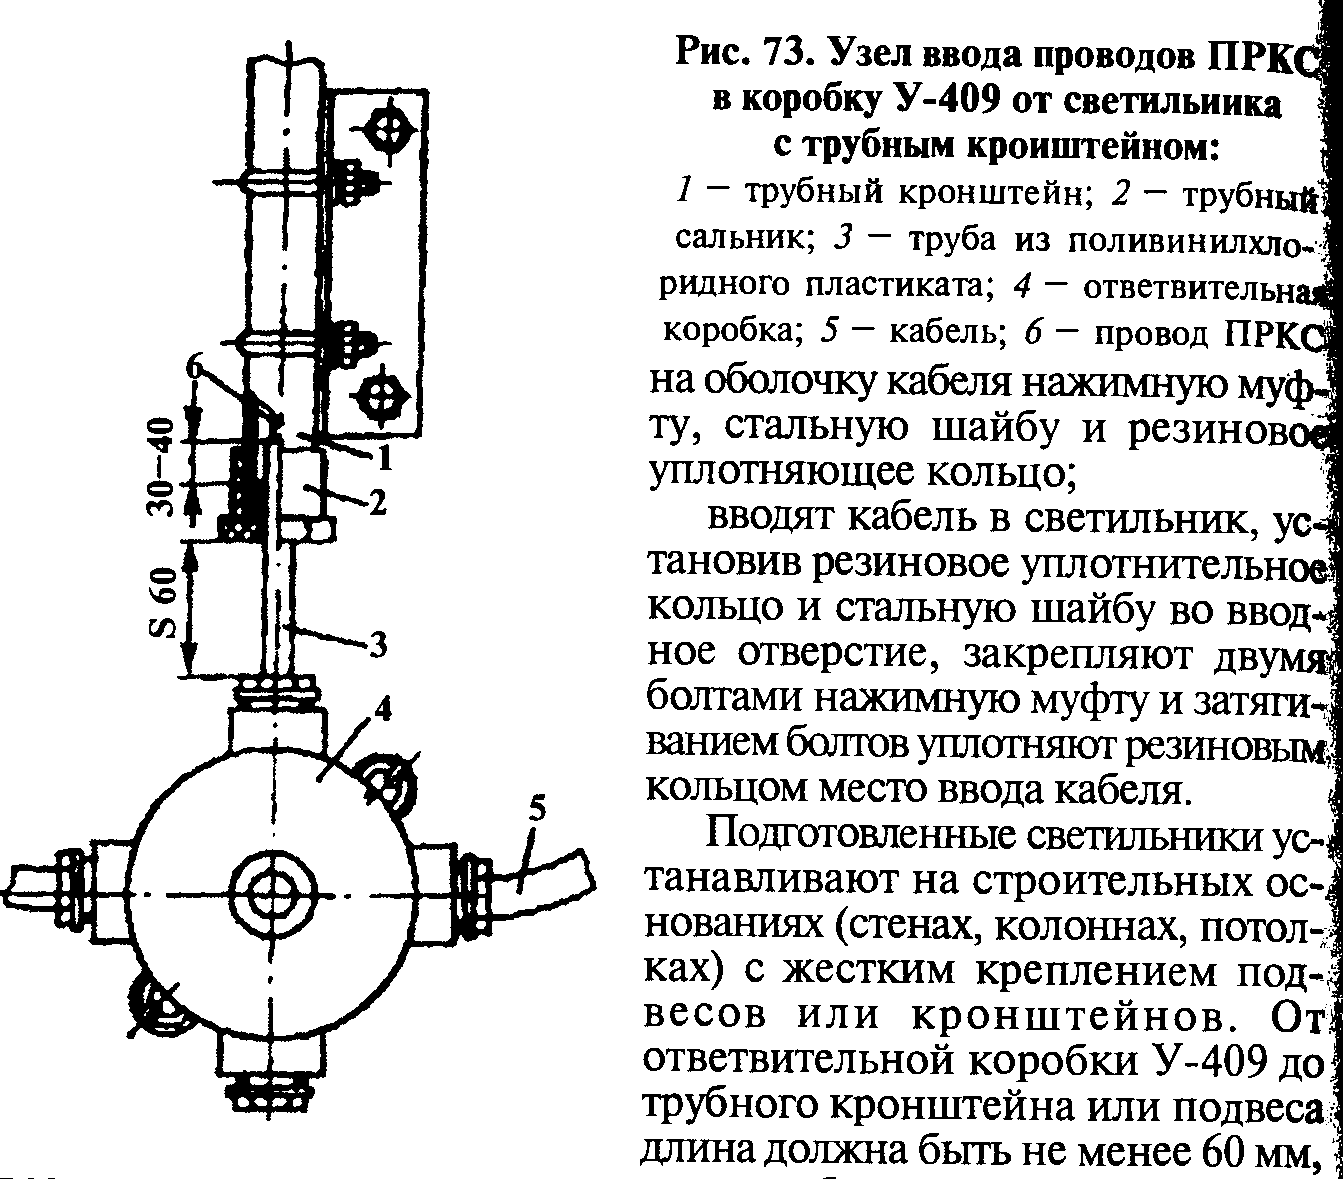 Рис. 73. Узел ввода проводов ПРКС
в коробку У-409 от светильиика
с трубным кроиштейном:
1 — трубный кронштейн; 2 — трубный
сальник; 3 — труба из поливинилхло-
ридного пластиката; 4 — ответвительная
коробка; 5 — кабель; 6 — провод ПРКС
на оболочку кабеля нажимную муф-
ту, стальную шайбу и резиновое
уплотняющее кольцо;
вводят кабель в светильник, ус-
тановив резиновое уплотнительное
кольцо и стальную шайбу во ввод-
ное отверстие, закрепляют двумя
болтами нажимную муфту и затяги-
ванием болтов уплотняют резиновым
кольцом место ввода кабеля.
Подготовленные светильники ус-
танавливают на строительных ос-
нованиях (стенах, колоннах, потол-
ках) с жестким креплением под-
весов или кронштейнов. От
ответвительной коробки У-409 до
трубного кронштейна или подвеса
длина должна быть не менее 60 мм,
6
1
30–40
2
S 60
3
4
5